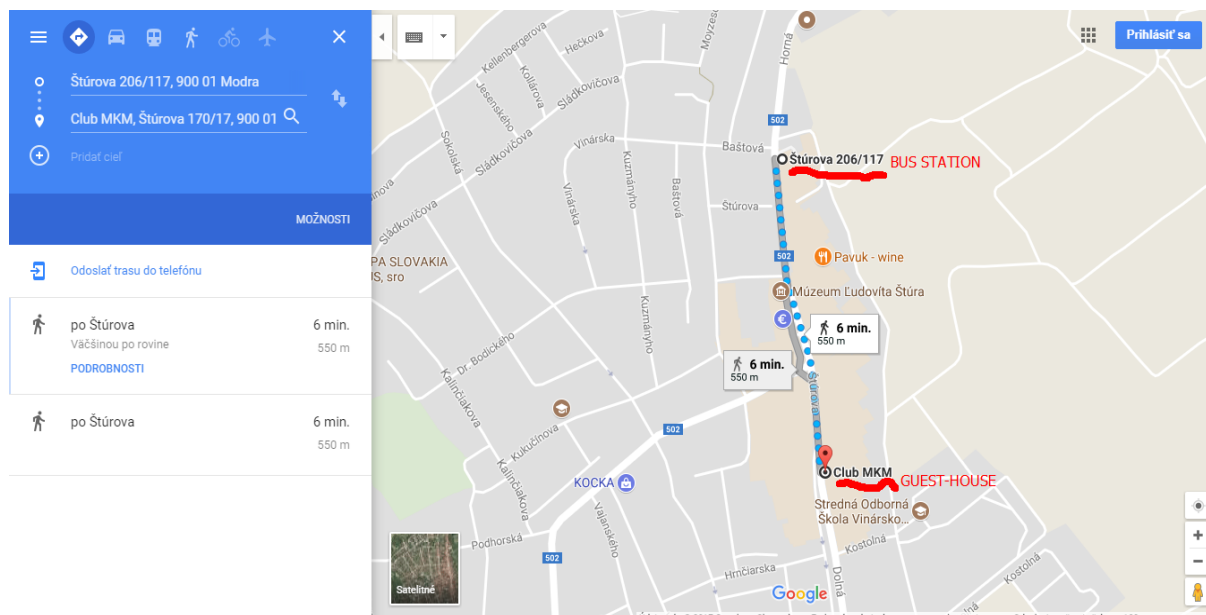 Štúrova 206/117, 900 01 Modra
Club MKM, Štúrova 170/17, 900 01
Pridať cieľ
MOŽNOSTI
Odoslať trasu do telefónu
po Štúrova 6 min.
Väčšinou po rovine 550 m
PODROBNOSTI
po Štúrova 6 min.
550 m
Prihlásiť sa
Kellenbergerova
Hečkova
Moyzes
Horná
Kollárova
Jesenského
Sládkovičova
502
Sokolská
Sládkovičova
Vinárska
Baštová
Štúrova 206/117 BUS STATION
Kuzmányho
Vinárska
Baštová
Štúrova
Sládkovičova
502
Pavuk - wine
PA SLOVAKIA
JS, sro
Múzeum Ľudovíta Štúra
€
Kuzmányho
6 min.
550 m
Dr. Bodického
6 min.
550 m
Štúrova
Kalinčiakova
Kukučínova
502
Club MKM
GUEST-HOUSE
KOCKA
Kalinčiakova
Vajanského
Stredná Odborná
Škola Vinársko...
Podhorská
502
Kostolná
Hrnčiarska
Dolná
Kostolná
Satelitné
Google